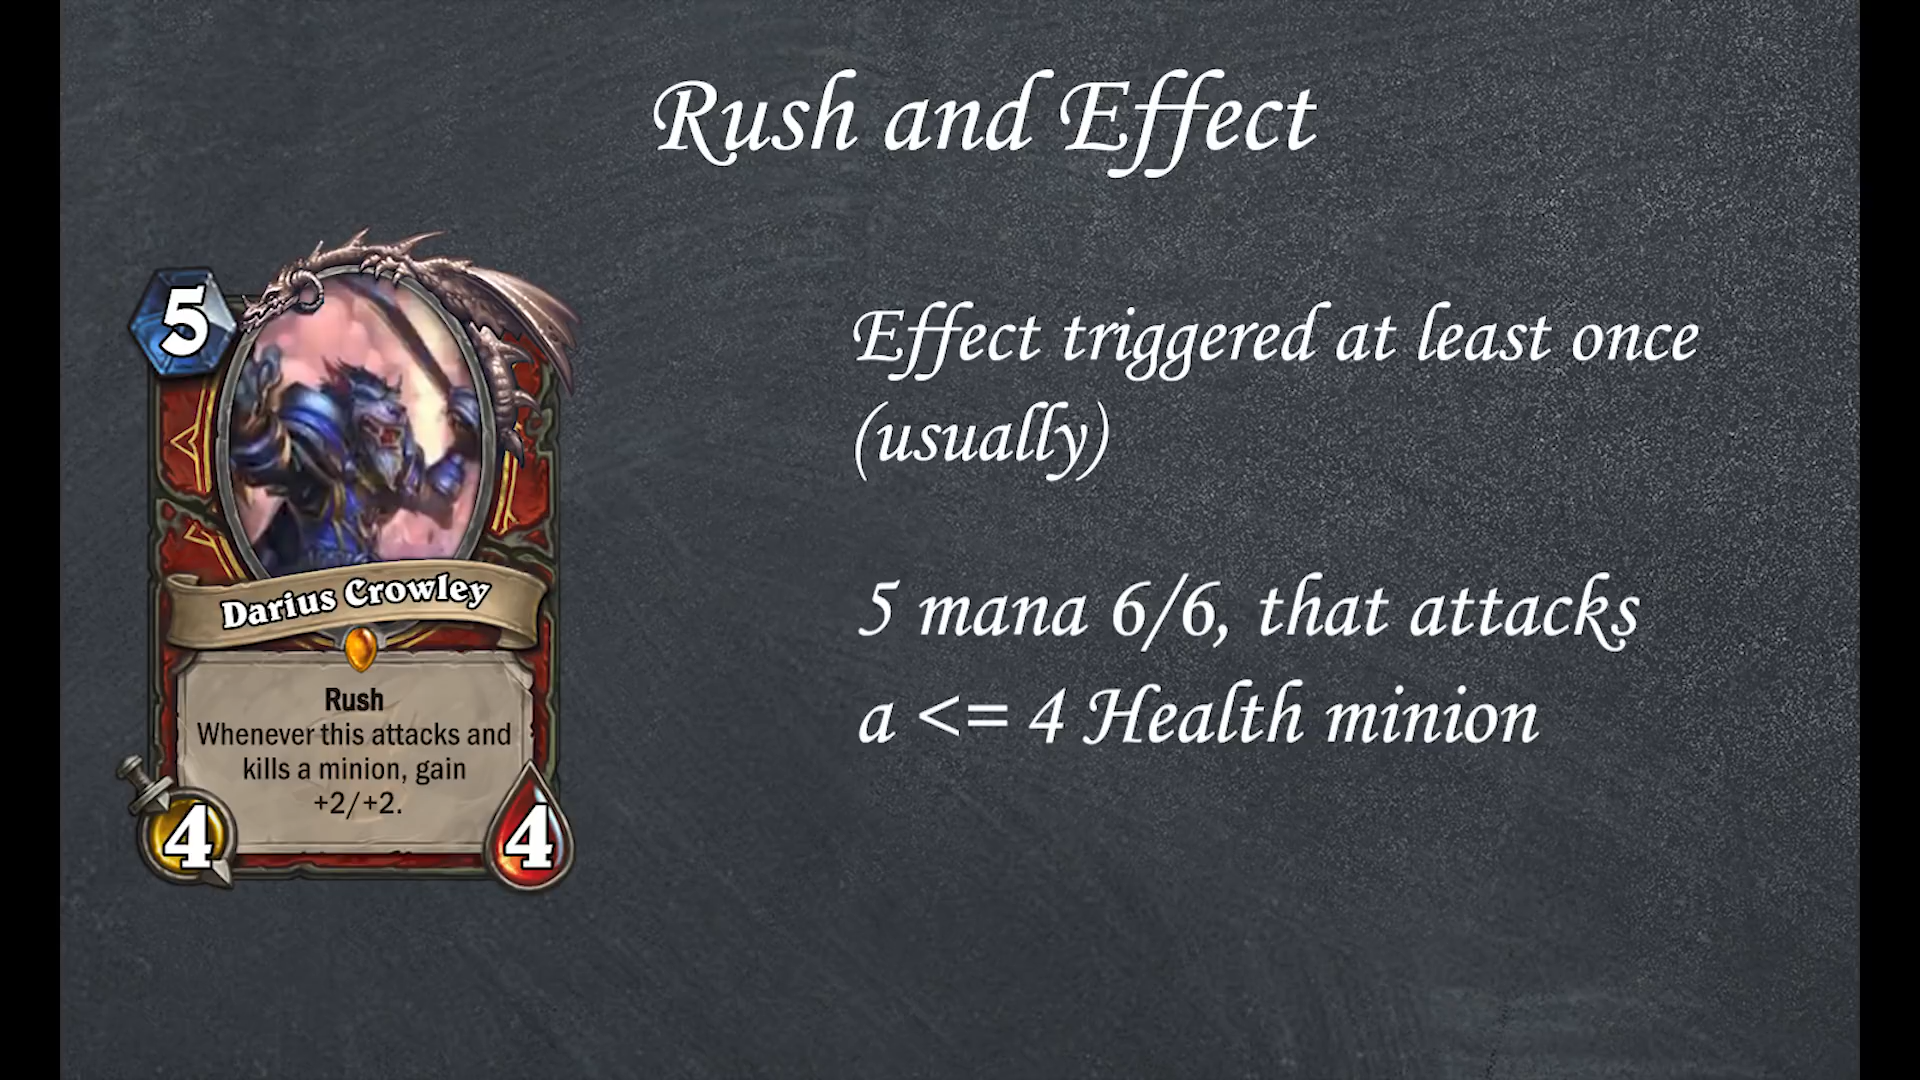 Rush and Effect
Effect triggered at least once
(usually)
5 mana 6/6, that attacks
a <= 4 Health minion
5
Darius Crowley
Rush
Whenever this attacks and
kills a minion, gain
+2/+2.
4
4